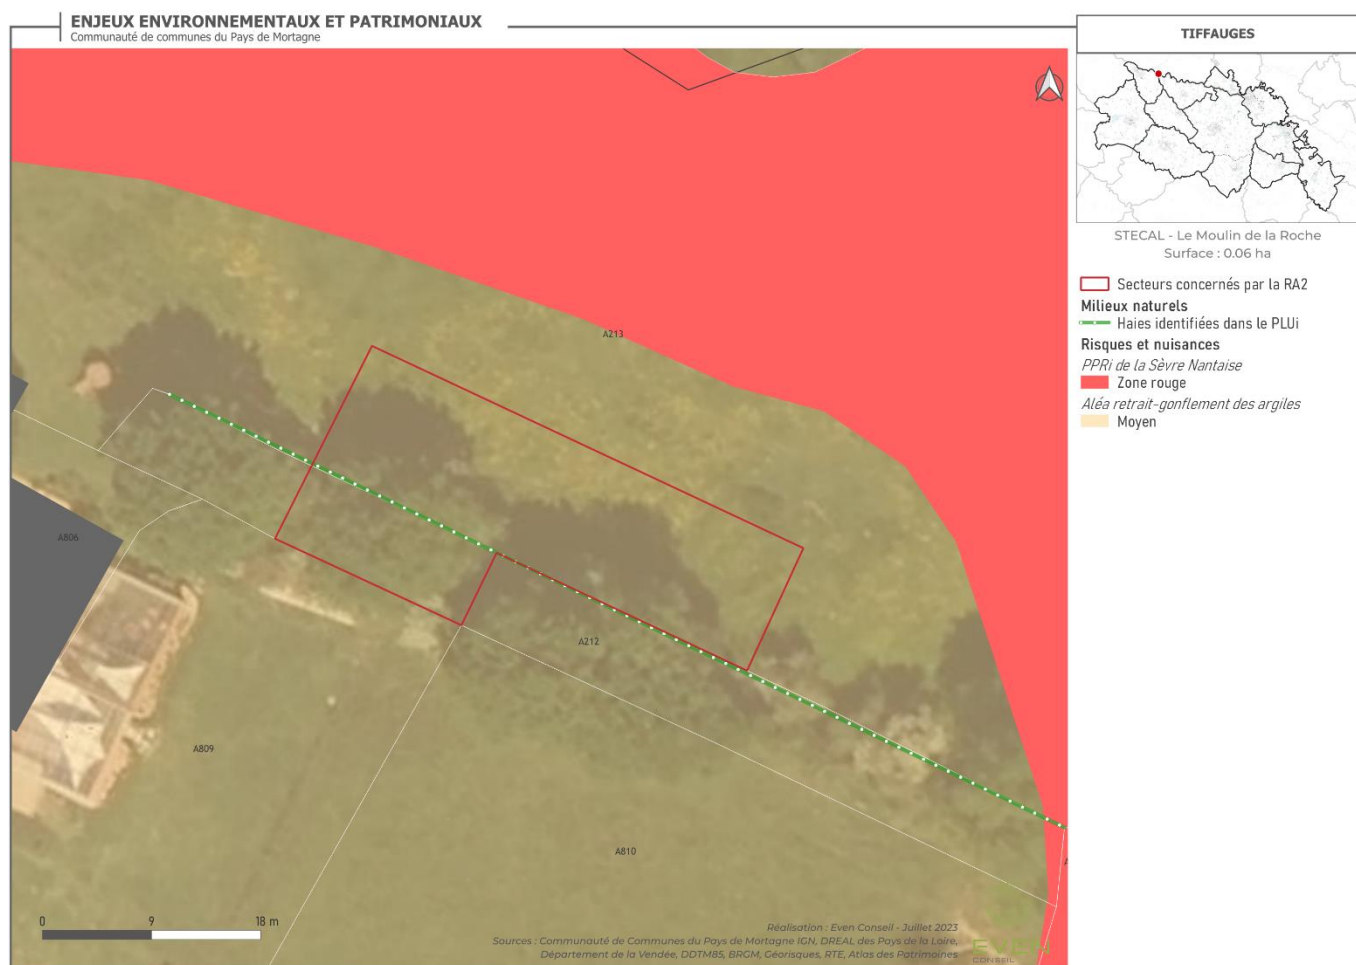 ENJEUX ENVIRONNEMENTAUX ET PATRIMONIAUX
Communauté de communes du Pays de Mortagne
TIFFAUGES
STECAL - Le Moulin de la Roche
Surface : 0.06 ha
Secteurs concernés par la RA2
Milieux naturels
Haies identifiées dans le PLUi
Risques et nuisances
PPRi de la Sèvre Nantaise
Zone rouge
Aléa retrait-gonflement des argiles
Moyen
A213
A806
A212
A809
A810
0 9 18 m
Réalisation : Even Conseil - Juillet 2023
Sources : Communauté de Communes du Pays de Mortagne IGN, DREAL des Pays de la Loire,
Département de la Vendée, DDTM85, BRGM, Géorisques, RTE, Atlas des Patrimoines
EVEN
CONSEIL